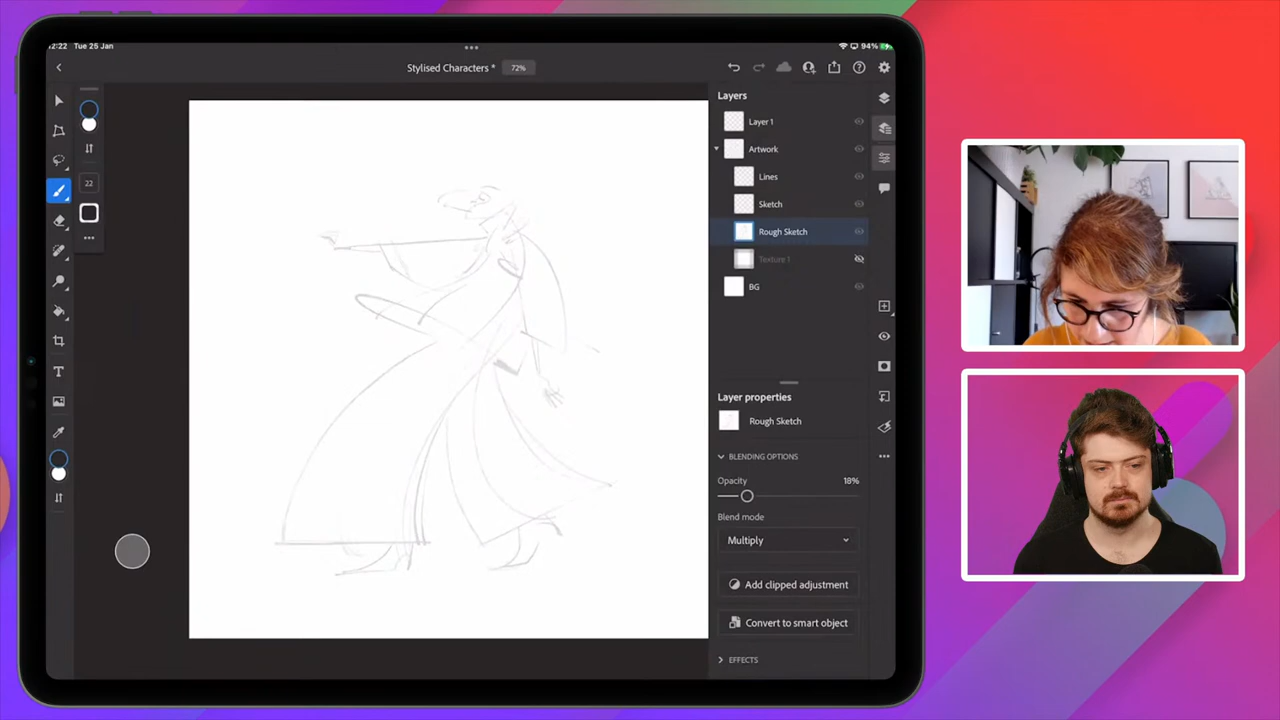 12:22 Tue 25 Jan
94%
Stylised Characters *
72%
22
Layers
Layer 1
Artwork
Lines
Sketch
Rough Sketch
Texture 1
BG
Layer properties
Rough Sketch
BLENDING OPTIONS
Opacity
18%
Blend mode
Multiply
Add clipped adjustment
Convert to smart object
EFFECTS